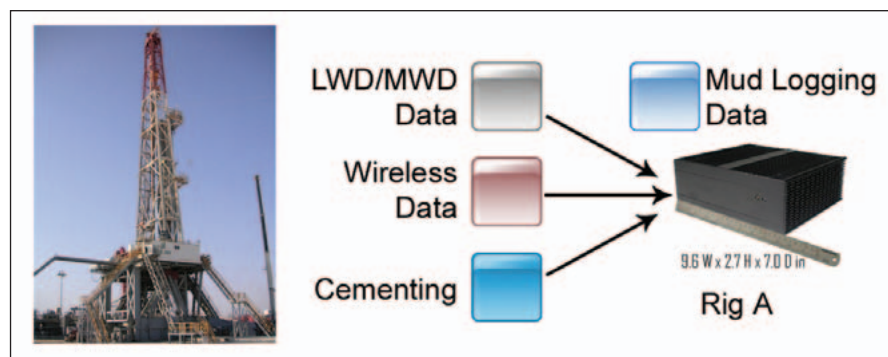 LWD/MWD
Data
Mud Logging
Data
Wireless
Data
Cementing
9.6 W x 2.7 H x 7.0 D in
Rig A